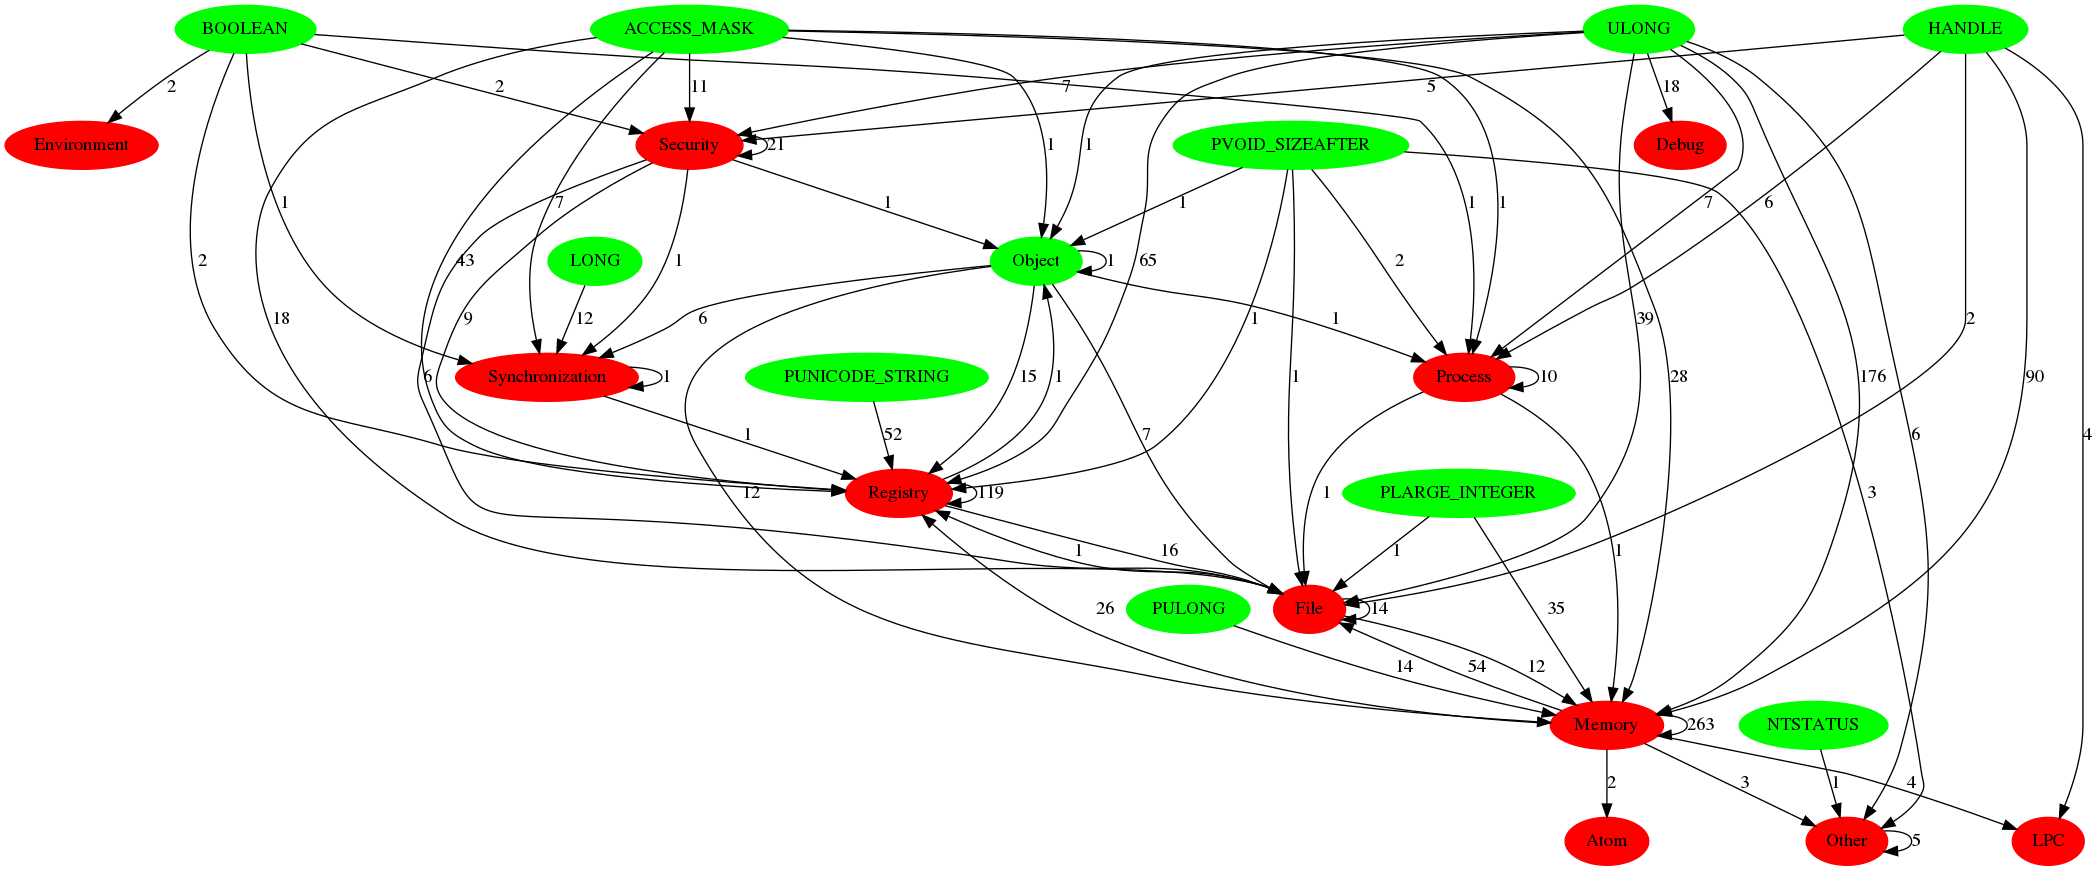 BOOLEAN ACCESS_MASK ULONG HANDLE
2 2 11 7 5 18
Environment Security 21 PVOID_SIZEAFTER Debug
1 7 1 1 1 1 1 1 7 6
LONG Object 1
2 43 1 65 2
18 12 6 1 39 2
6 9 15 1 1 1 28 176 90
Synchronization 1 PUNICODE_STRING Process 10
1 52 7 1 6 4
12 Registry 119 PLARGE_INTEGER 3
1 16 1 1
26 PULONG File 14 35
14 54 12
Memory 263 NTSTATUS
2 3 1 4
Atom Other 5 LPC